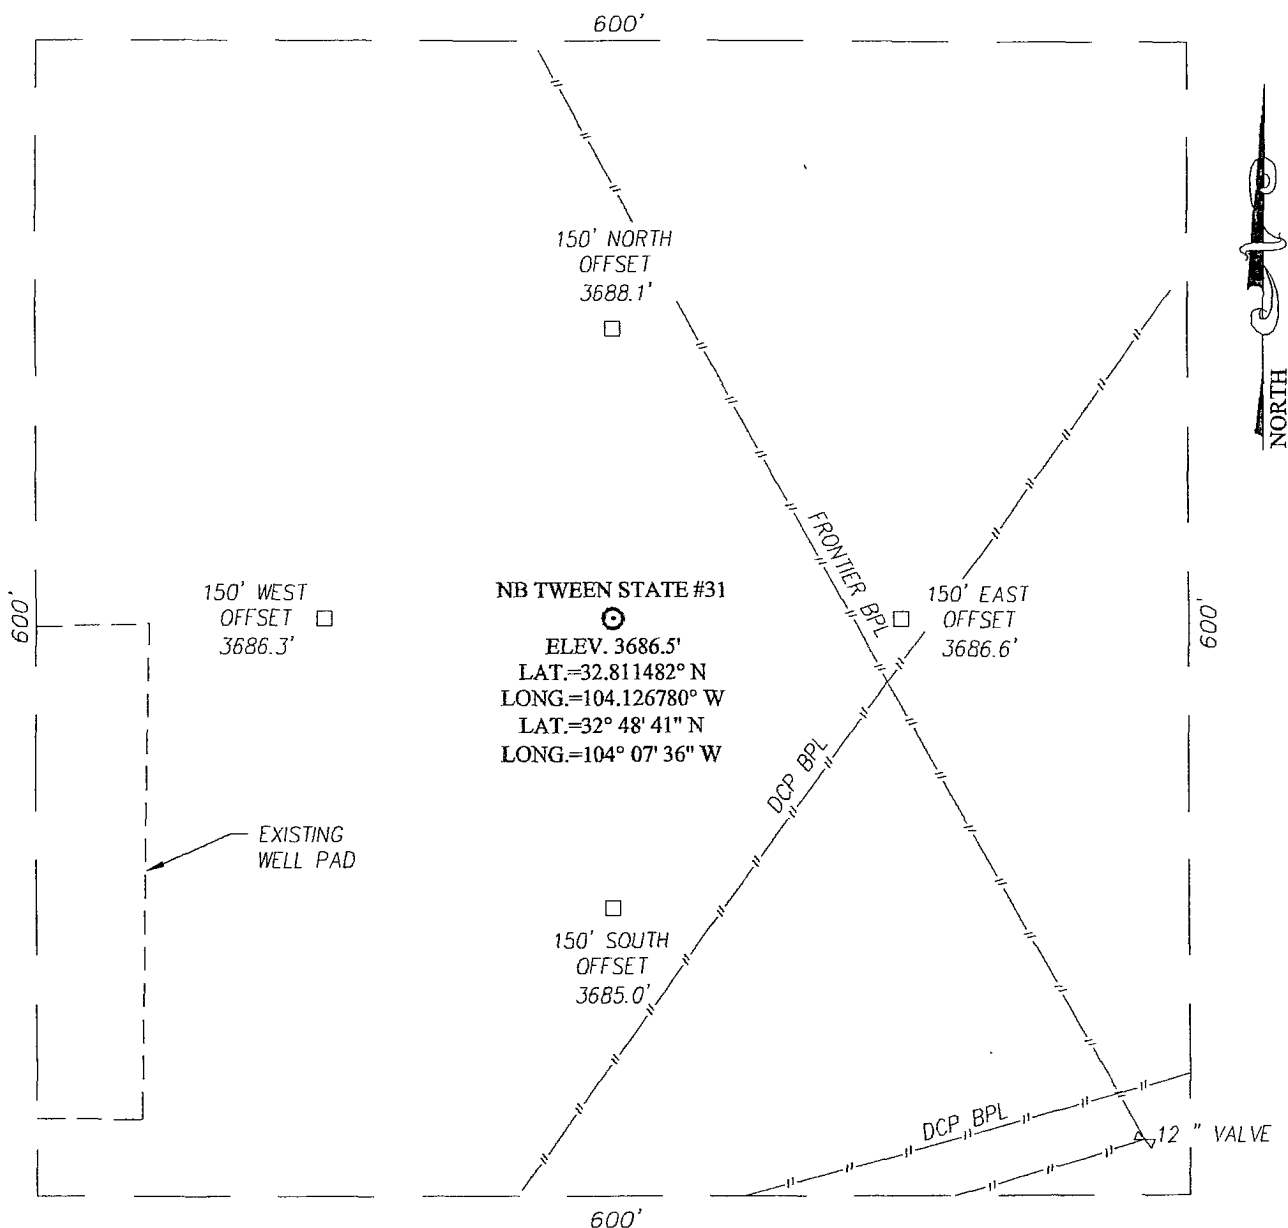 600'
150' NORTH
OFFSET
3688.1'
NORTH
FRONTIER BPL
600'
150' WEST
OFFSET
3686.3'
NB TWEEN STATE #31
ELEV. 3686.5'
LAT.=32.811482° N
LONG.=104.126780° W
LAT.=32° 48' 41" N
LONG.=104° 07' 36" W
150' EAST
OFFSET
3686.6'
600'
DCP BPL
EXISTING
WELL PAD
150' SOUTH
OFFSET
3685.0'
DCP BPL
12 " VALVE
600'